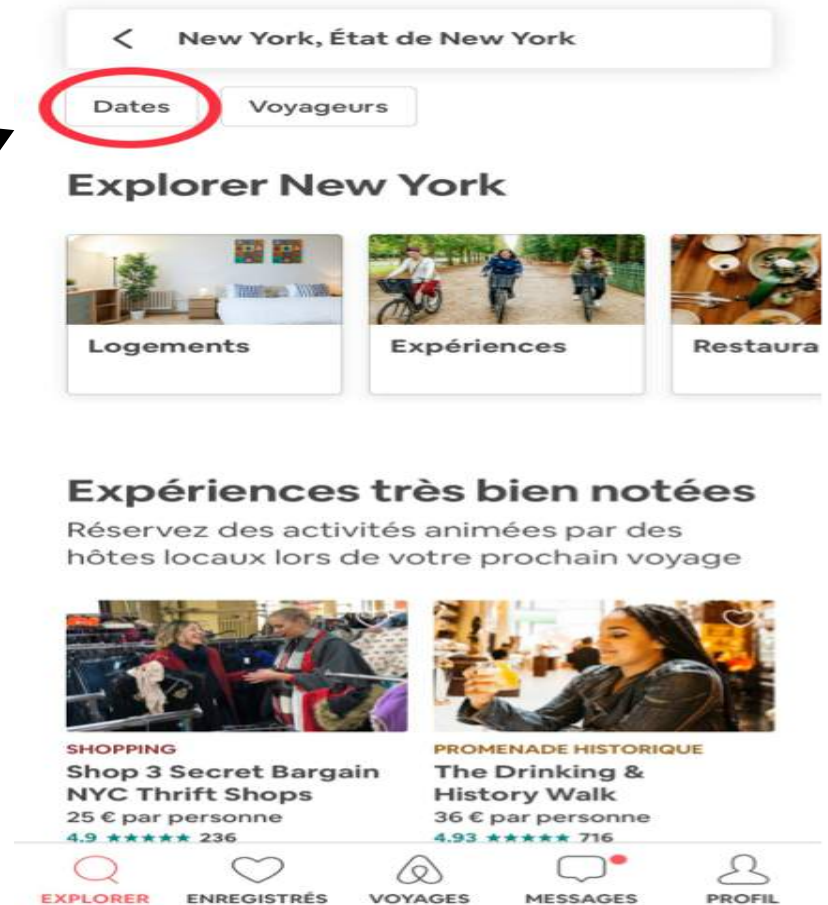 New York, État de New York
Dates Voyageurs
Explorer New York
Logements Expériences Restaura
Expériences très bien notées
Réservez des activités animées par des
hôtes locaux lors de votre prochain voyage
SHOPPING
Shop 3 Secret Bargain
NYC Thrift Shops
25 € par personne
4.9 ★★★★★ 236
PROMENADE HISTORIQUE
The Drinking &
History Walk
36 € par personne
4.93 ★★★★★ 716
EXPLORER ENREGISTRÉS VOYAGES MESSAGES PROFIL